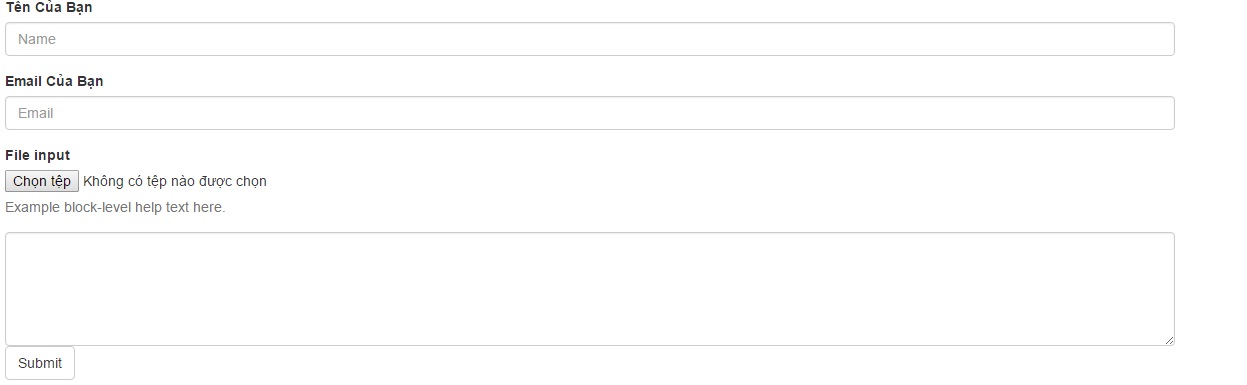 Tên Của Bạn
Name
Email Của Bạn
Email
File input
Chọn tệp Không có tệp nào được chọn
Example block-level help text here.
Submit